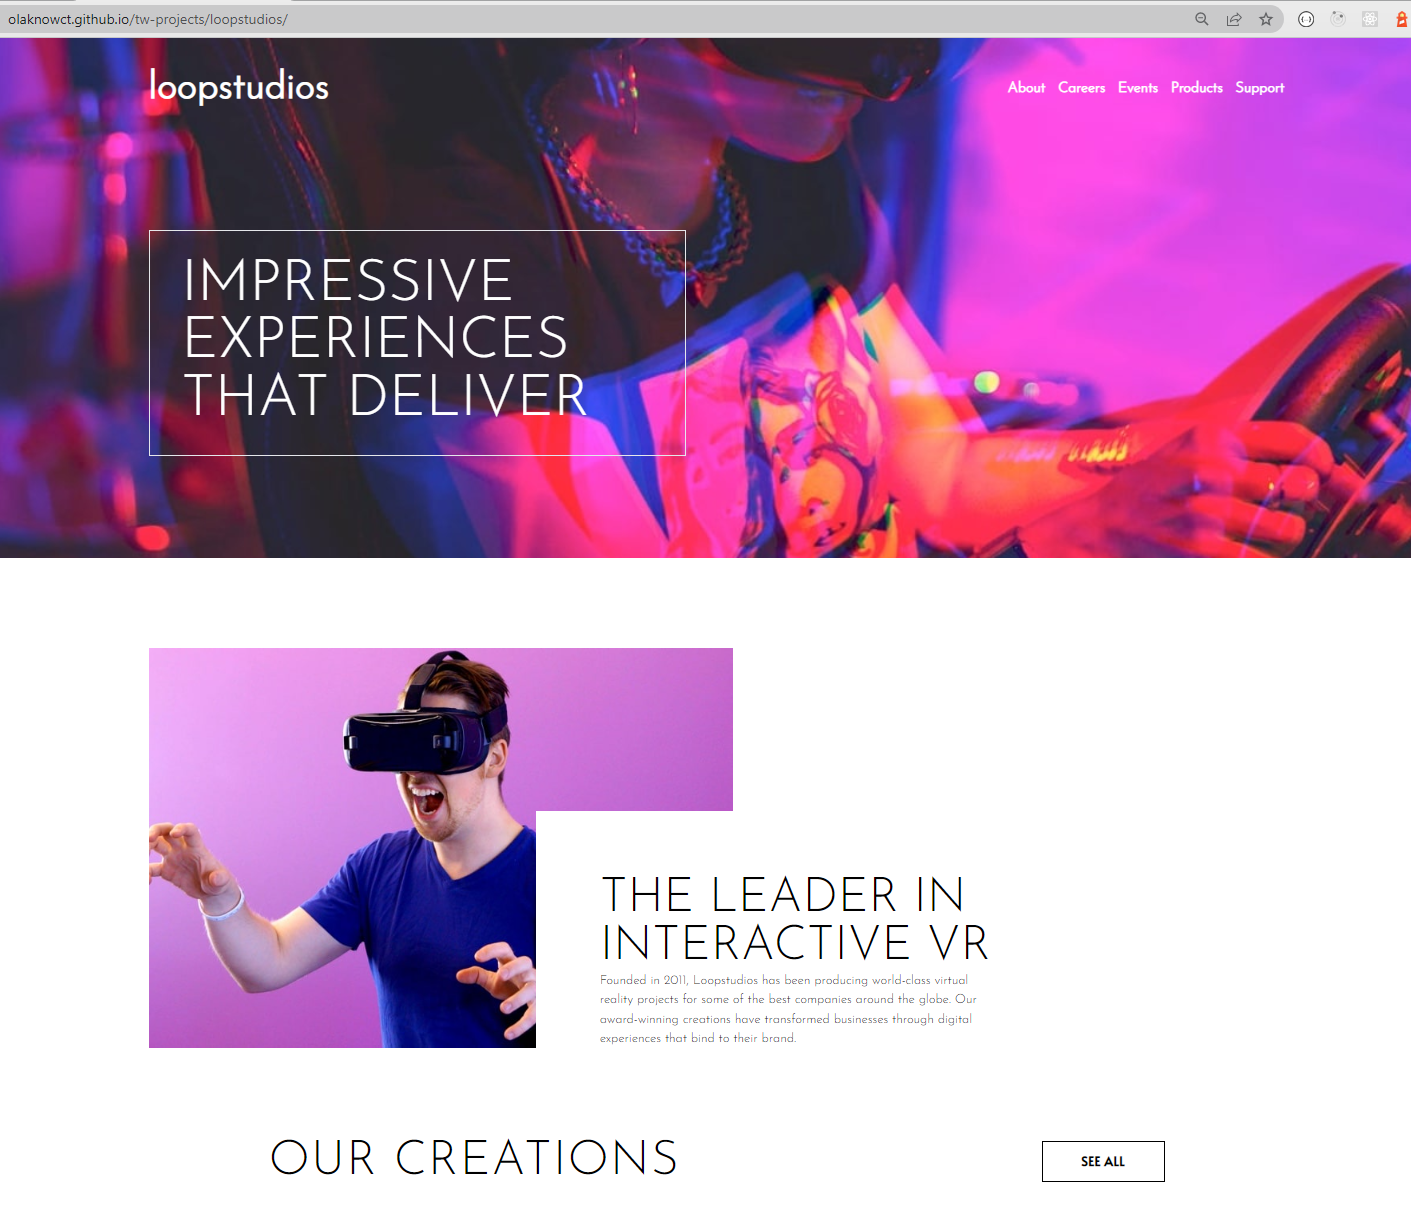 olaknowct.github.io/tw-projects/loopstudios/
loopstudios
About Careers Events Products Support
IMPRESSIVE
EXPERIENCES
THAT DELIVER
THE LEADER IN
INTERACTIVE VR
Founded in 2011, Loopstudios has been producing world-class virtual
reality projects for some of the best companies around the globe. Our
award-winning creations have transformed businesses through digital
experiences that bind to their brand.
OUR CREATIONS
SEE ALL